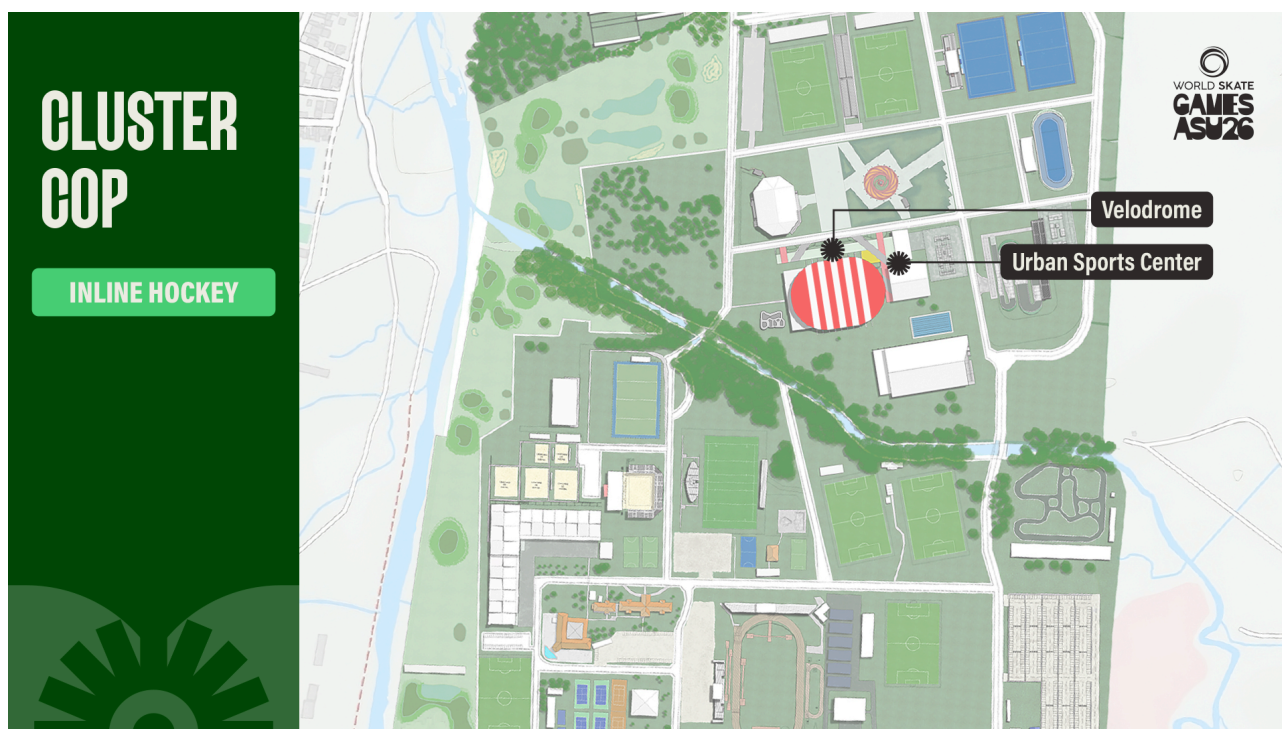 CLUSTER
COP
INLINE HOCKEY
WORLD SKATE
GAMES
ASU26
Velodrome
Urban Sports Center